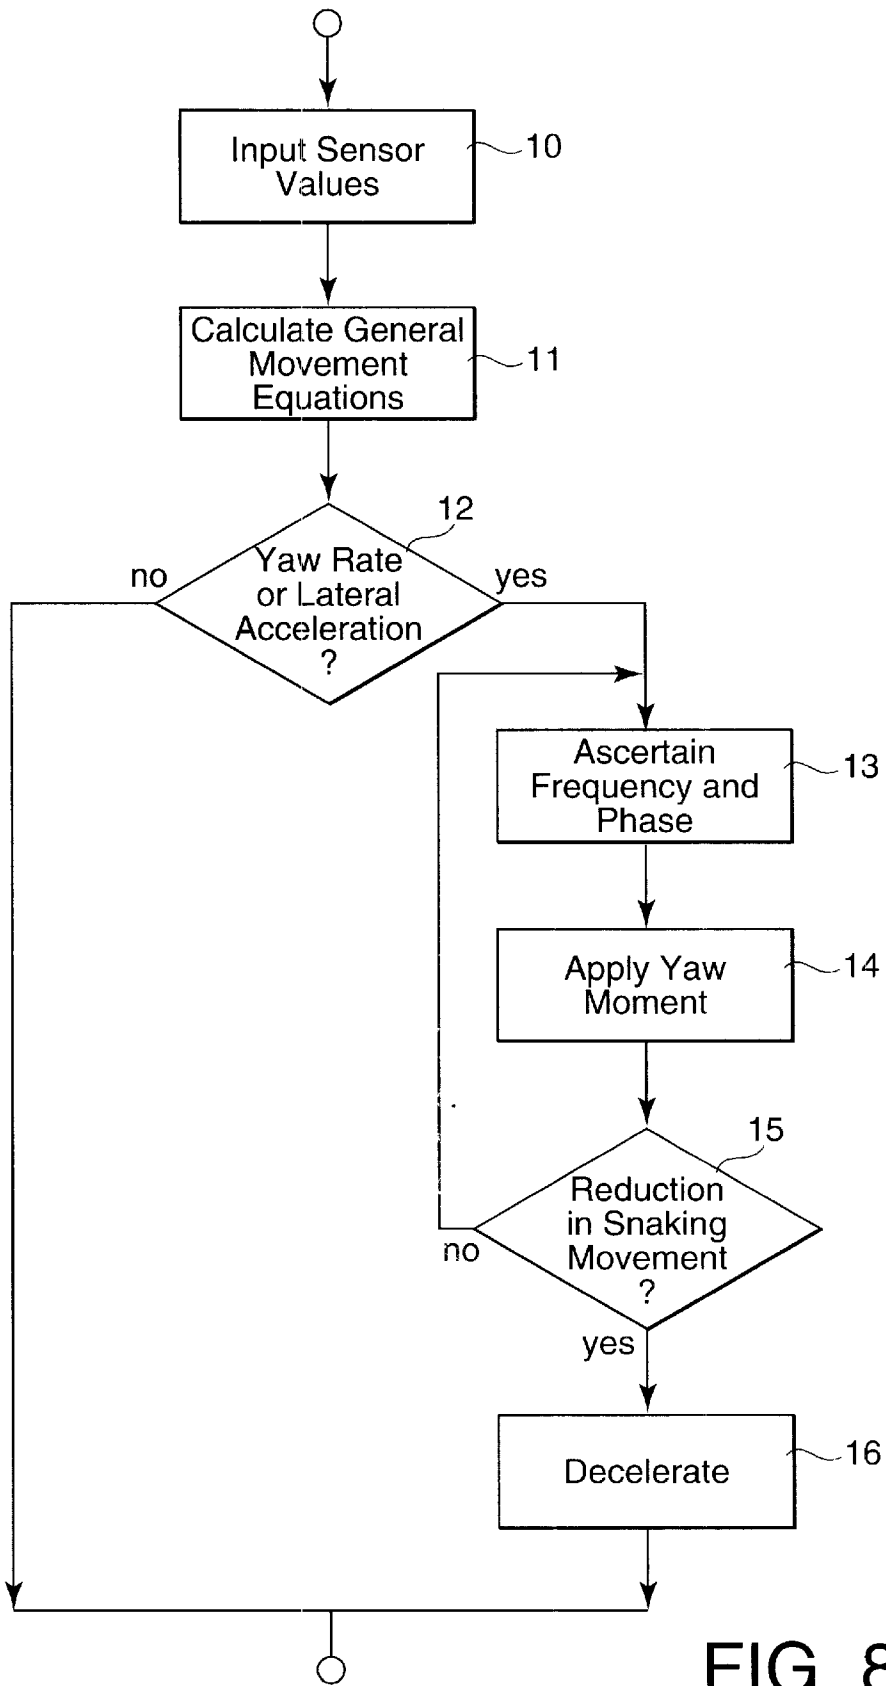 Input Sensor
Values
10
Calculate General
Movement
Equations
11
12
no
Yaw Rate
or Lateral
Acceleration
?
yes
Ascertain
Frequency and
Phase
13
Apply Yaw
Moment
14
15
Reduction
in Snaking
Movement
?
no
yes
Decelerate
16
FIG. 8